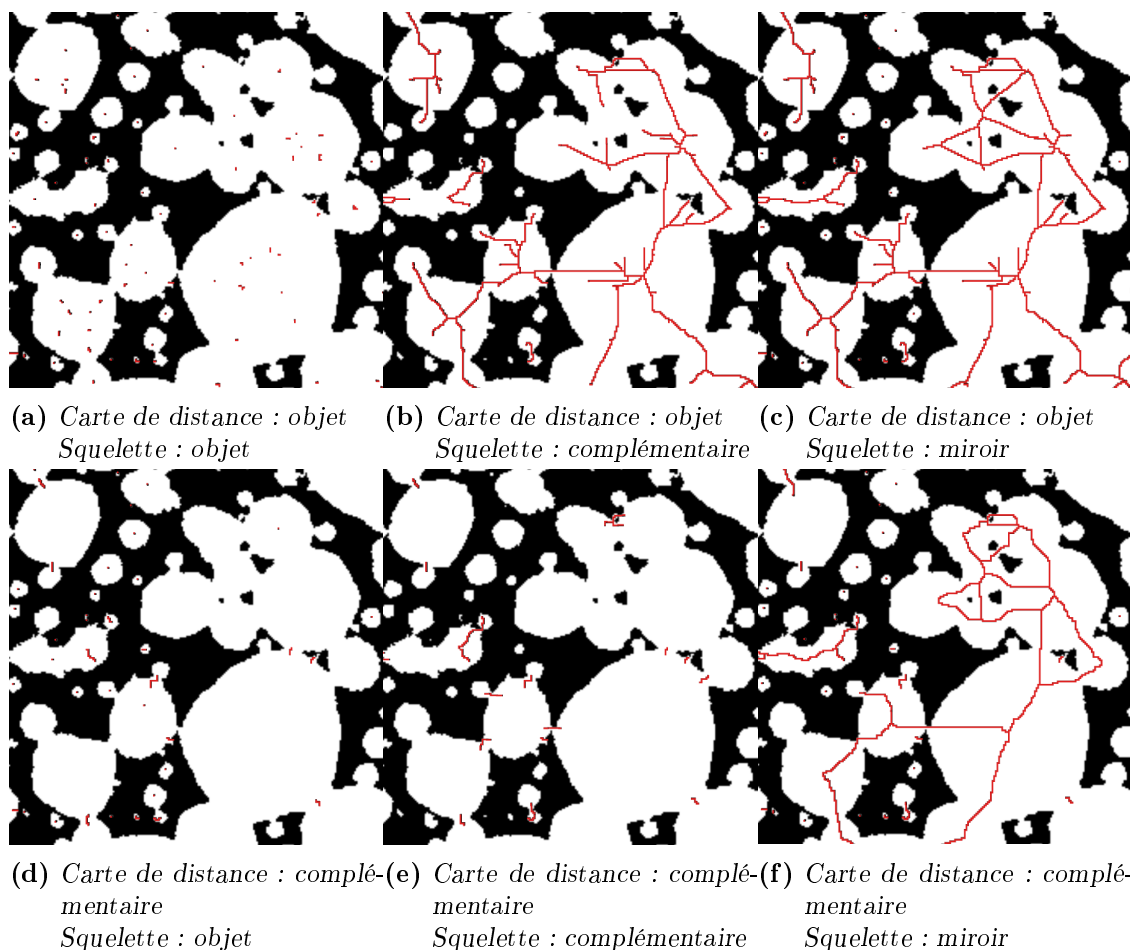 (a) Carte de distance : objet
Squelette : objet
(b) Carte de distance : objet
Squelette : complémentaire
(c) Carte de distance : objet
Squelette : miroir
(d) Carte de distance : complé-
mentaire
Squelette : objet
(e) Carte de distance : complé-
mentaire
Squelette : complémentaire
(f) Carte de distance : complé-
mentaire
Squelette : miroir